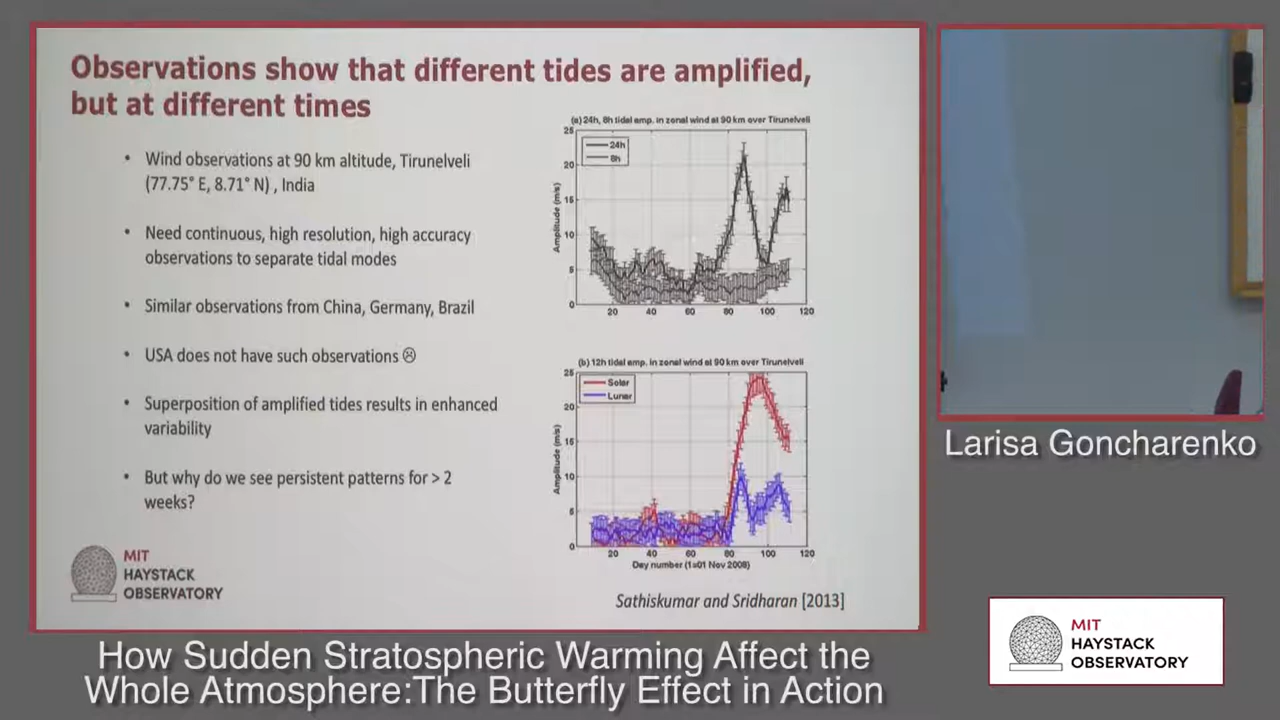 Observations show that different tides are amplified,
but at different times
• Wind observations at 90 km altitude, Tirunelveli
(77.75° E, 8.71° N) , India
• Need continuous, high resolution, high accuracy
observations to separate tidal modes
• Similar observations from China, Germany, Brazil
• USA does not have such observations ☹
• Superposition of amplified tides results in enhanced
variability
• But why do we see persistent patterns for > 2
weeks?
MIT
HAYSTACK
OBSERVATORY
(a) 24h, 8h tidal amp. in zonal wind at 90 km over Tirunelveli
25
20
15
10
5
0
Amplitude (m/s)
24h
8h
20 40 60 80 100 120
(b) 12h tidal amp. in zonal wind at 90 km over Tirunelveli
25
20
15
10
5
0
Amplitude (m/s)
Solar
Lunar
20 40 60 80 100 120
Day number (1=01 Nov 2008)
Sathiskumar and Sridharan [2013]
Larisa Goncharenko
MIT
HAYSTACK
OBSERVATORY
How Sudden Stratospheric Warming Affect the
Whole Atmosphere:The Butterfly Effect in Action